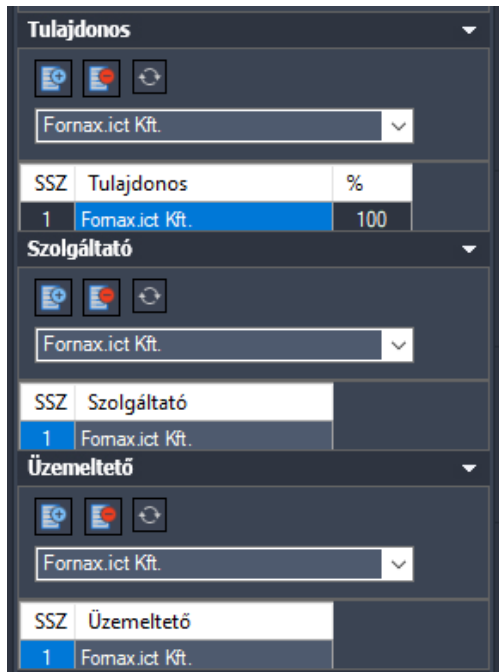 Tulajdonos
Fornax.ict Kft.
SSZ Tulajdonos %
1 Fornax.ict Kft. 100
Szolgáltató
Fornax.ict Kft.
SSZ Szolgáltató
1 Fornax.ict Kft.
Üzemeltető
Fornax.ict Kft.
SSZ Üzemeltető
1 Fornax.ict Kft.